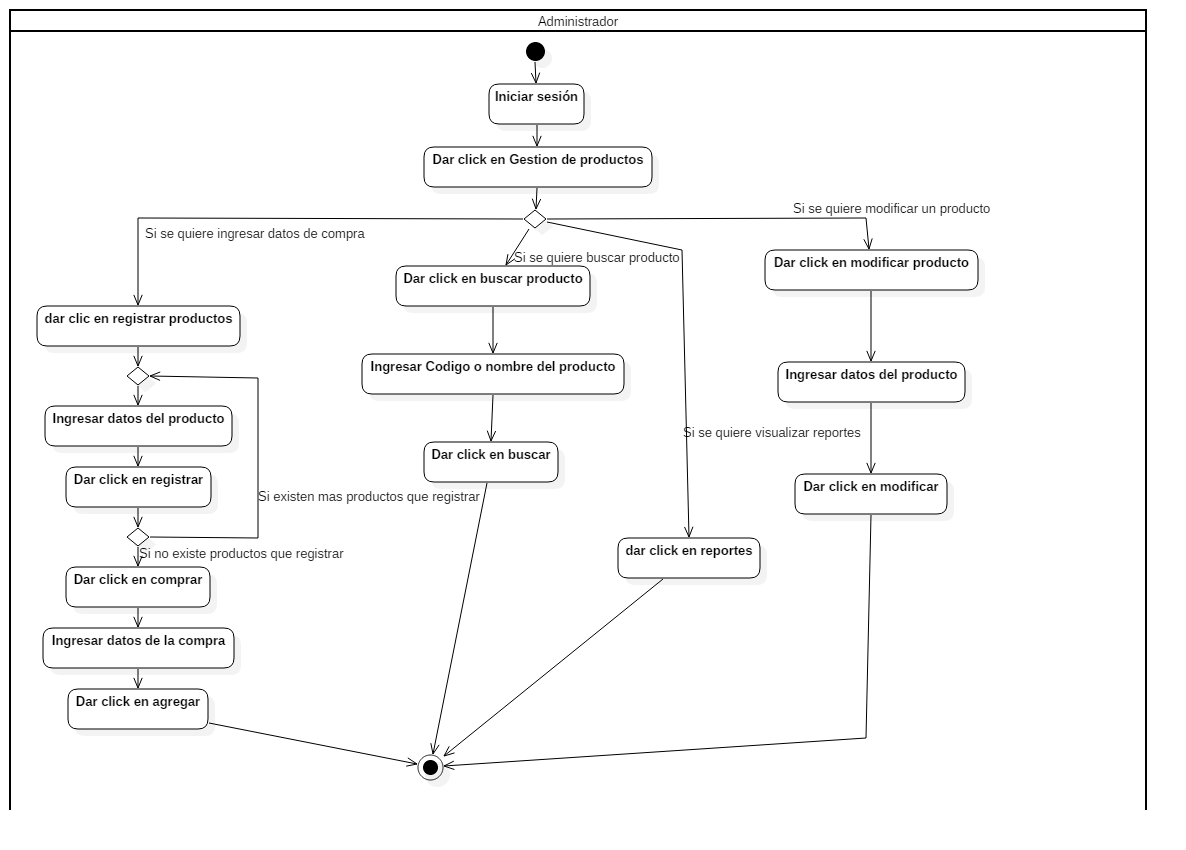 Administrador
Iniciar sesión
Dar click en Gestion de productos
Si se quiere modificar un producto
Si se quiere ingresar datos de compra
Si se quiere buscar producto
Dar click en modificar producto
Dar click en buscar producto
dar clic en registrar productos
Ingresar Codigo o nombre del producto
Ingresar datos del producto
Ingresar datos del producto
Si se quiere visualizar reportes
Dar click en buscar
Dar click en registrar
Dar click en modificar
Si existen mas productos que registrar
Si no existe productos que registrar
dar click en reportes
Dar click en comprar
Ingresar datos de la compra
Dar click en agregar